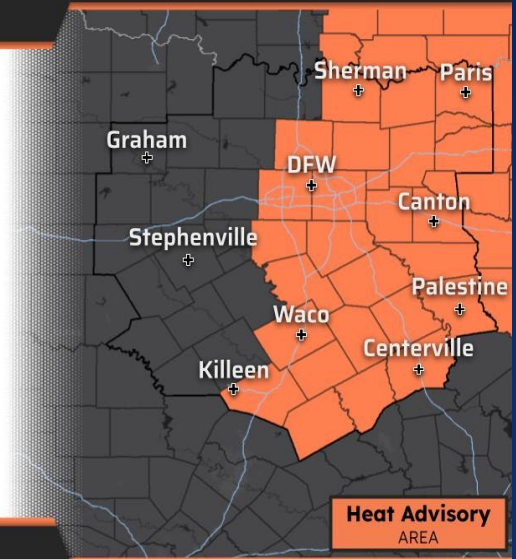 Sherman
Paris
Graham
DFW
Canton
Stephenville
Palestine
Waco
Centerville
Killeen
Heat Advisory
AREA